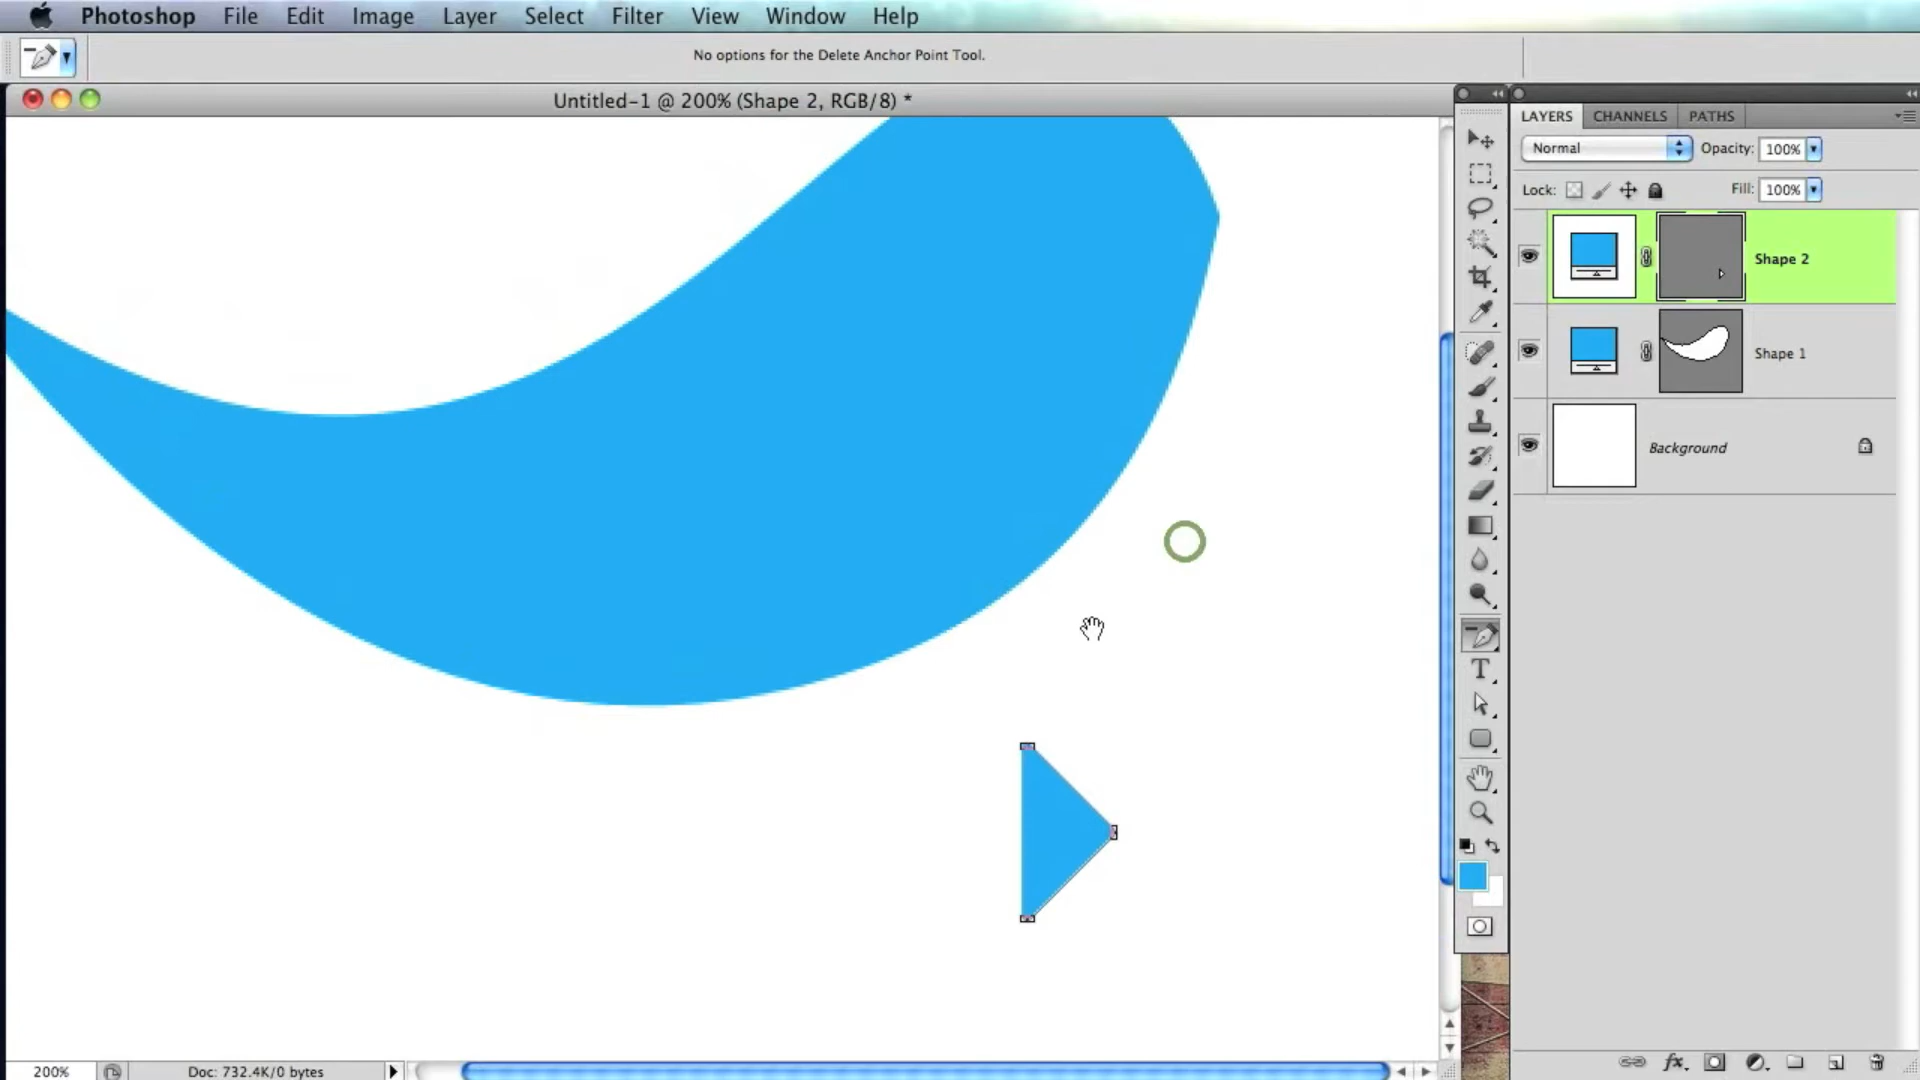 Photoshop File Edit Image Layer Select Filter View Window Help
No options for the Delete Anchor Point Tool.
Untitled-1 @ 200% (Shape 2, RGB/8) *
LAYERS CHANNELS PATHS
Normal Opacity: 100%
Lock: Fill: 100%
Shape 2
Shape 1
Background
T
fx
200% Doc: 732.4K/0 bytes